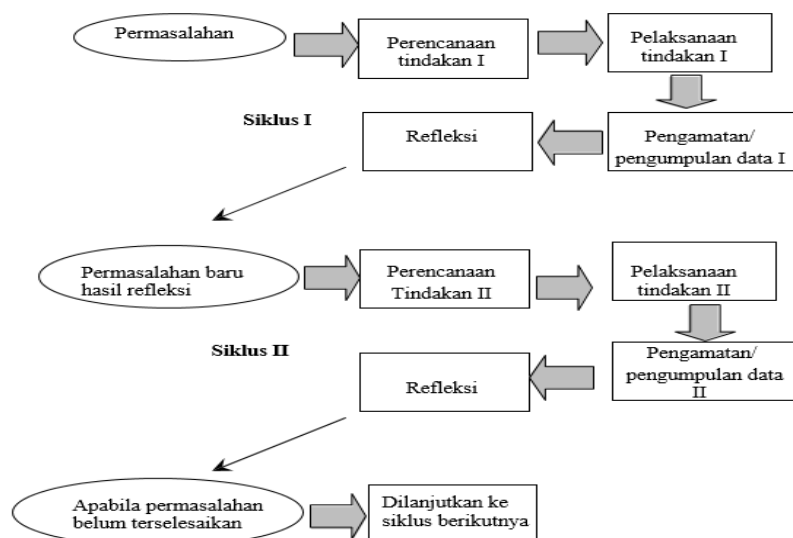 Permasalahan
Perencanaan
tindakan I
Pelaksanaan
tindakan I
Siklus I
Refleksi
Pengamatan/
pengumpulan data I
Permasalahan baru
hasil refleksi
Perencanaan
Tindakan II
Pelaksanaan
tindakan II
Siklus II
Refleksi
Pengamatan/
pengumpulan data
II
Apabila permasalahan
belum terselesaikan
Dilanjutkan ke
siklus berikutnya